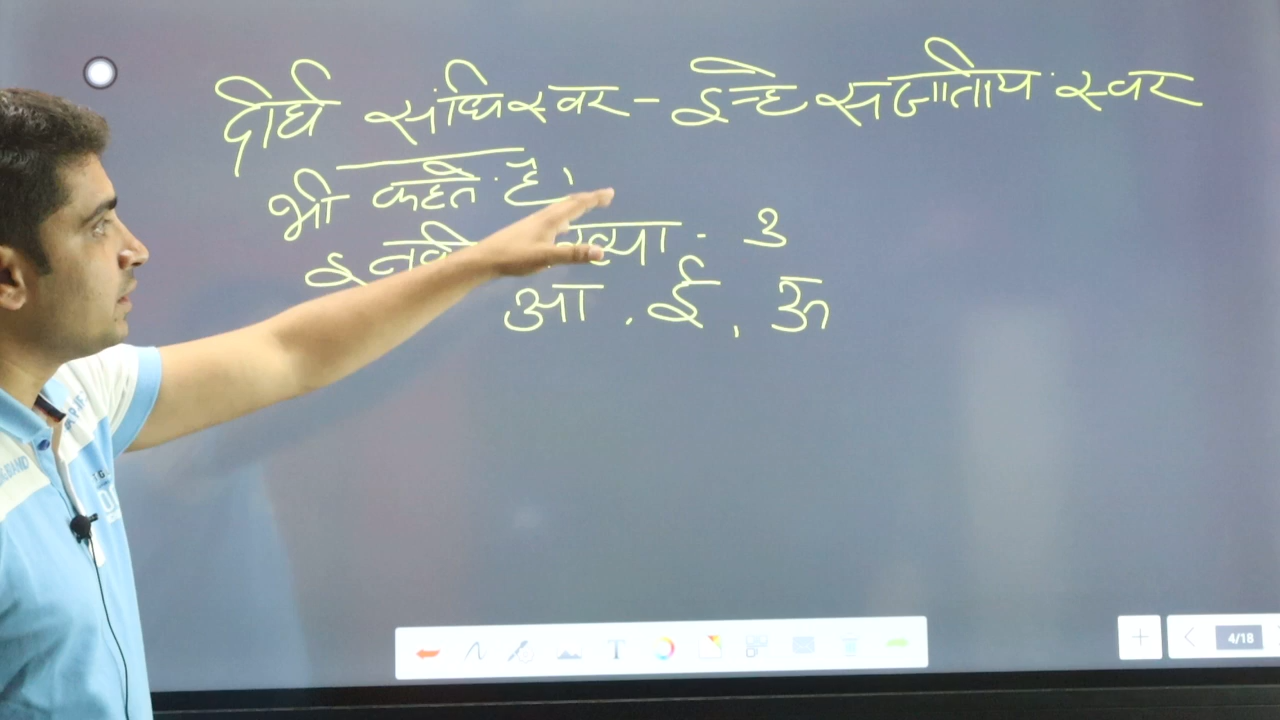 दीर्घ संधिस्वर - इन्हे सजातीय स्वर
भी कहते है।
इनकी संख्या - 3
आ, ई, ऊ
T
4/18